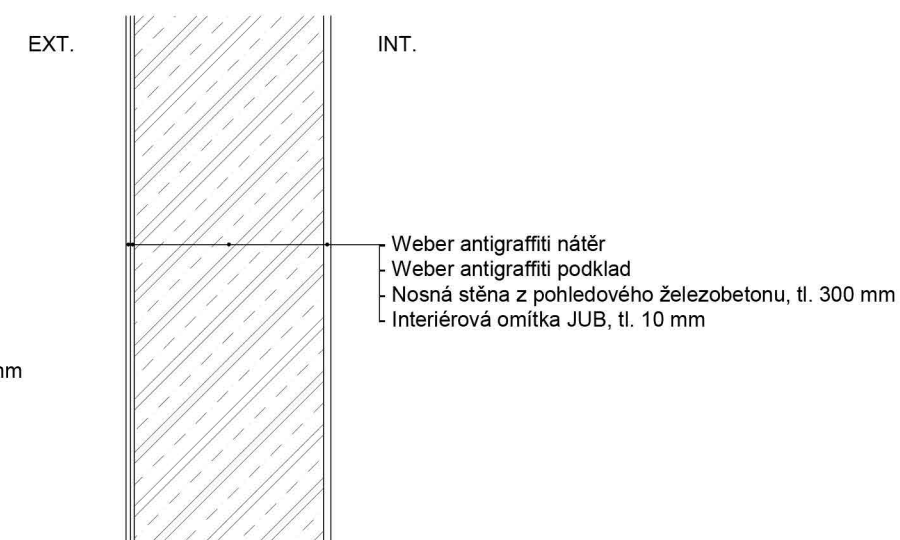 EXT.
INT.
- Weber antigraffiti nátěr
- Weber antigraffiti podklad
- Nosná stěna z pohledového železobetonu, tl. 300 mm
- Interiérová omítka JUB, tl. 10 mm